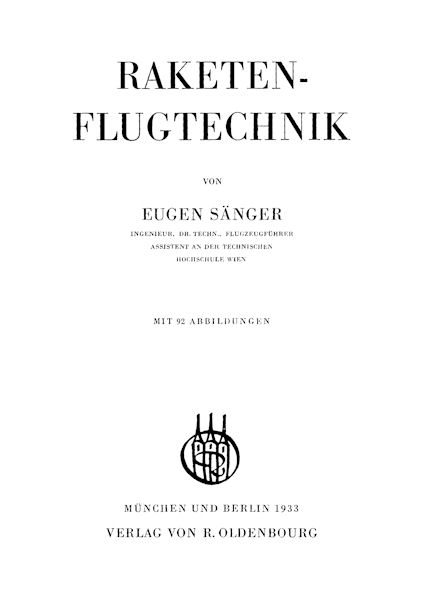 RAKETEN-
FLUGTECHNIK
VON
EUGEN SÄNGER
INGENIEUR, DR. TECHN., FLUGZEUGFÜHRER
ASSISTENT AN DER TECHNISCHEN
HOCHSCHULE WIEN
MIT 92 ABBILDUNGEN
MÜNCHEN UND BERLIN 1933
VERLAG VON R. OLDENBOURG